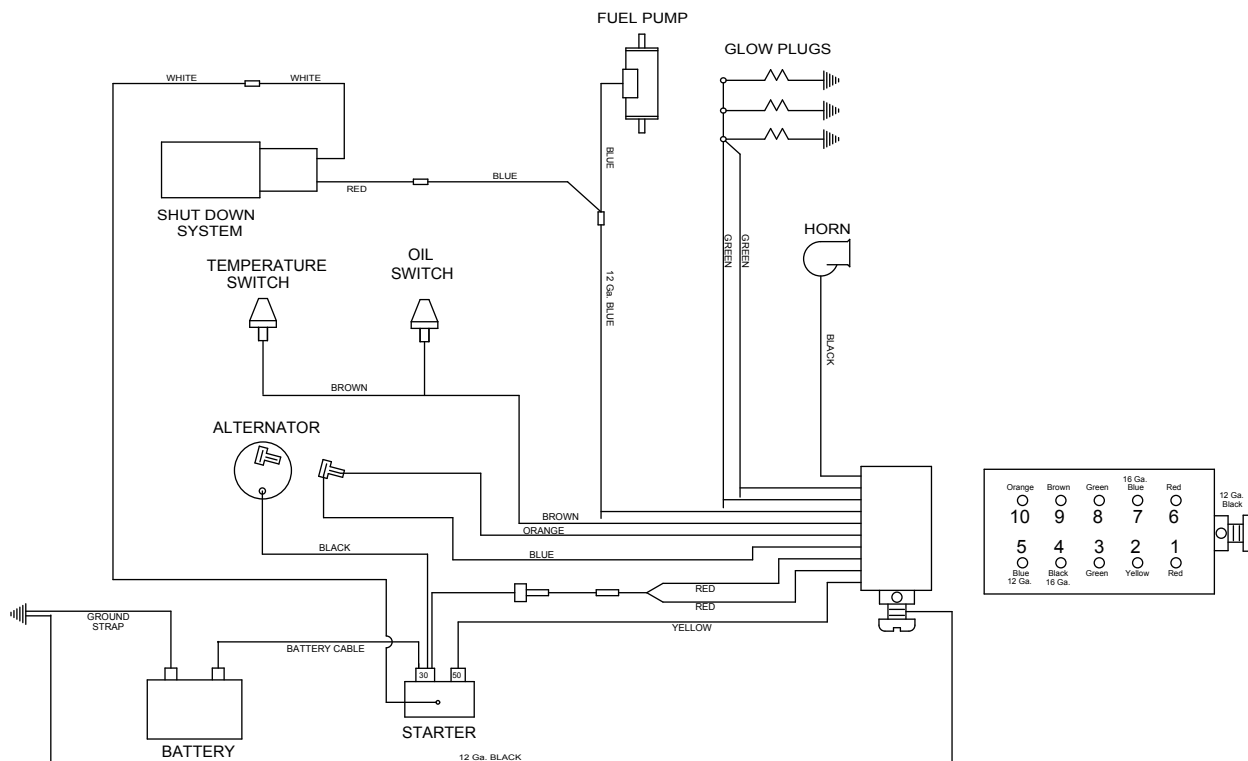 FUEL PUMP
GLOW PLUGS
WHITE
WHITE
BLUE
RED
BLUE
SHUT DOWN
SYSTEM
TEMPERATURE
SWITCH
OIL
SWITCH
12 Ga. BLUE
GREEN
GREEN
HORN
BLACK
BROWN
ALTERNATOR
BROWN
ORANGE
BLACK
BLUE
RED
RED
YELLOW
GROUND
STRAP
BATTERY CABLE
30
50
STARTER
BATTERY
12 Ga. BLACK
Orange
Brown
Green
16 Ga.
Blue
Red
12 Ga.
Black
10
9
8
7
6
5
4
3
2
1
Blue
12 Ga.
Black
16 Ga.
Green
Yellow
Red